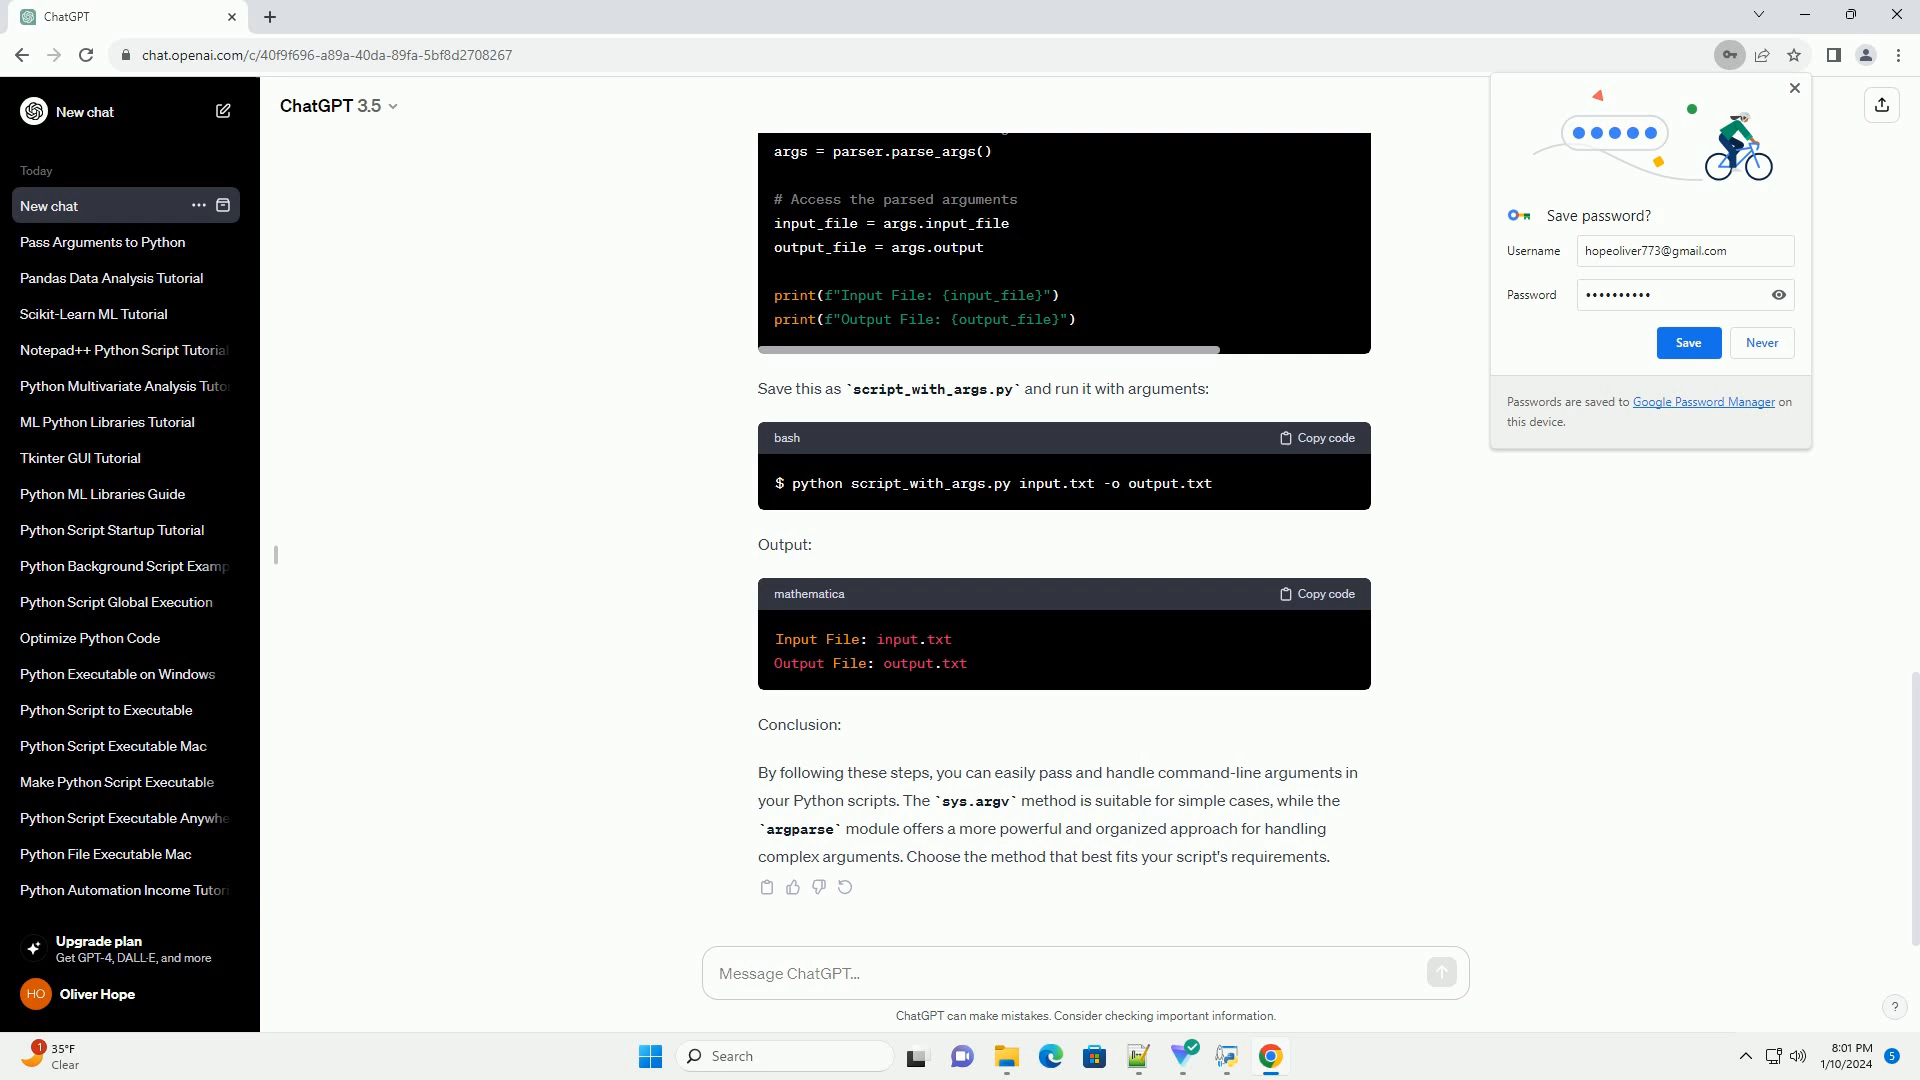 ChatGPT
chat.openai.com/c/40f9f696-a89a-40da-89fa-5bf8d2708267
New chat
Today
New chat
Pass Arguments to Python
Pandas Data Analysis Tutorial
Scikit-Learn ML Tutorial
Notepad++ Python Script Tutorial
Python Multivariate Analysis Tuto
ML Python Libraries Tutorial
Tkinter GUI Tutorial
Python ML Libraries Guide
Python Script Startup Tutorial
Python Background Script Examp
Python Script Global Execution
Optimize Python Code
Python Executable on Windows
Python Script to Executable
Python Script Executable Mac
Make Python Script Executable
Python Script Executable Anywhe
Python File Executable Mac
Python Automation Income Tutori
Upgrade plan
Get GPT-4, DALL·E, and more
HO Oliver Hope
ChatGPT 3.5
args = parser.parse_args()
# Access the parsed arguments
input_file = args.input_file
output_file = args.output
print(f"Input File: {input_file}")
print(f"Output File: {output_file}")
Save this as `script_with_args.py` and run it with arguments:
bash Copy code
$ python script_with_args.py input.txt -o output.txt
Output:
mathematica Copy code
Input File: input.txt
Output File: output.txt
Conclusion:
By following these steps, you can easily pass and handle command-line arguments in
your Python scripts. The `sys.argv` method is suitable for simple cases, while the
`argparse` module offers a more powerful and organized approach for handling
complex arguments. Choose the method that best fits your script's requirements.
Message ChatGPT...
ChatGPT can make mistakes. Consider checking important information.
?
Save password?
Username hopeoliver773@gmail.com
Password ••••••••••
Save Never
Passwords are saved to Google Password Manager on
this device.
1 35°F
Clear
Search
8:01 PM
1/10/2024
5